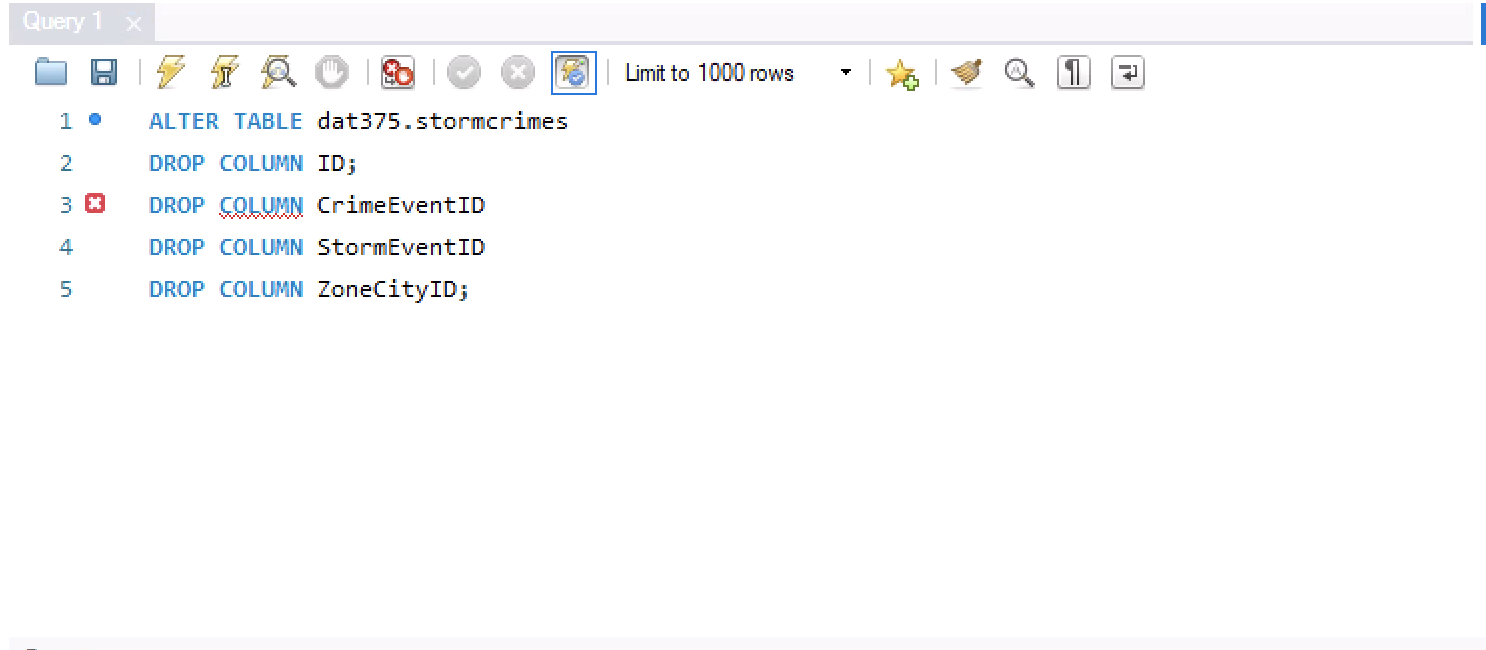 Query 1
Limit to 1000 rows
1 ALTER TABLE dat375.stormcrimes
2 DROP COLUMN ID;
3 DROP COLUMN CrimeEventID
4 DROP COLUMN StormEventID
5 DROP COLUMN ZoneCityID;